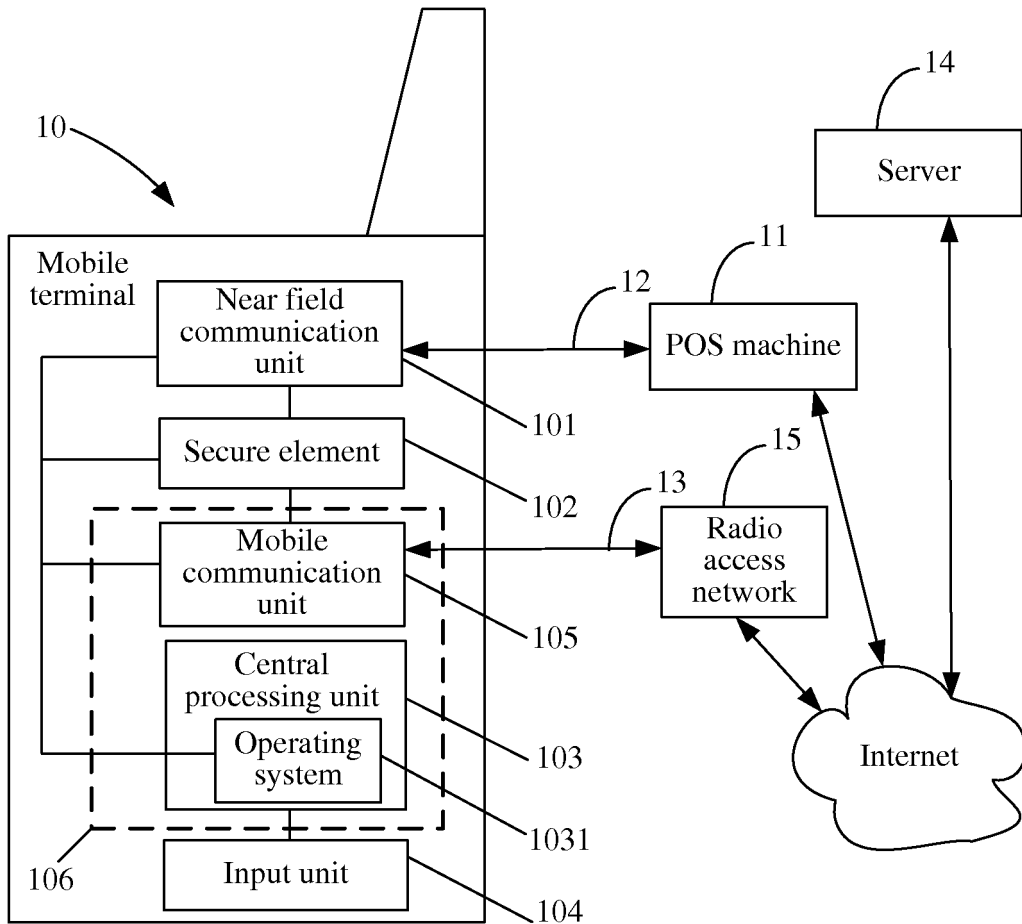 10
14
Server
Mobile
terminal
Near field
communication
unit
12
11
POS machine
101
Secure element
102
15
13
Radio
access
network
Mobile
communication
unit
105
Central
processing unit
Operating
system
103
1031
Internet
106
Input unit
104